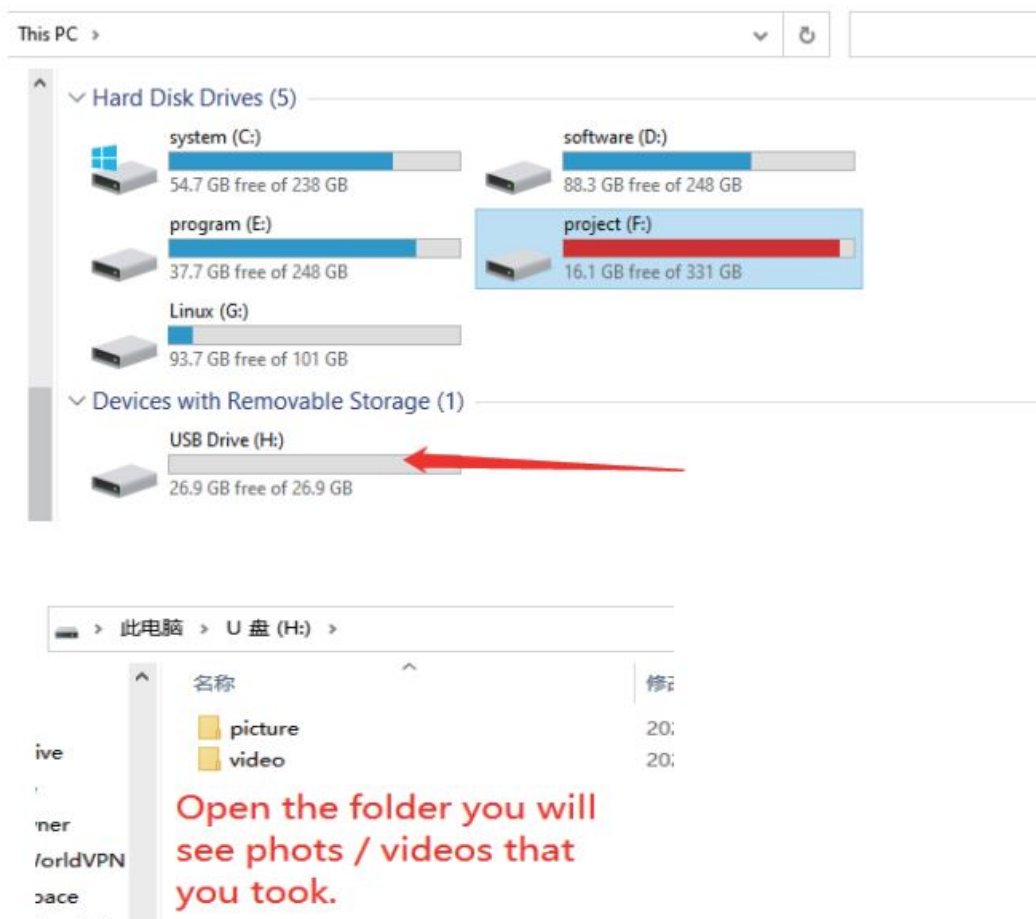 This PC >
Hard Disk Drives (5)
system (C:)
54.7 GB free of 238 GB
software (D:)
88.3 GB free of 248 GB
program (E:)
37.7 GB free of 248 GB
project (F:)
16.1 GB free of 331 GB
Linux (G:)
93.7 GB free of 101 GB
Devices with Removable Storage (1)
USB Drive (H:)
26.9 GB free of 26.9 GB
> 此电脑 > U 盘 (H:) >
名称
picture
video
ive
orldVPN
Open the folder you will
see phots / videos that
you took.